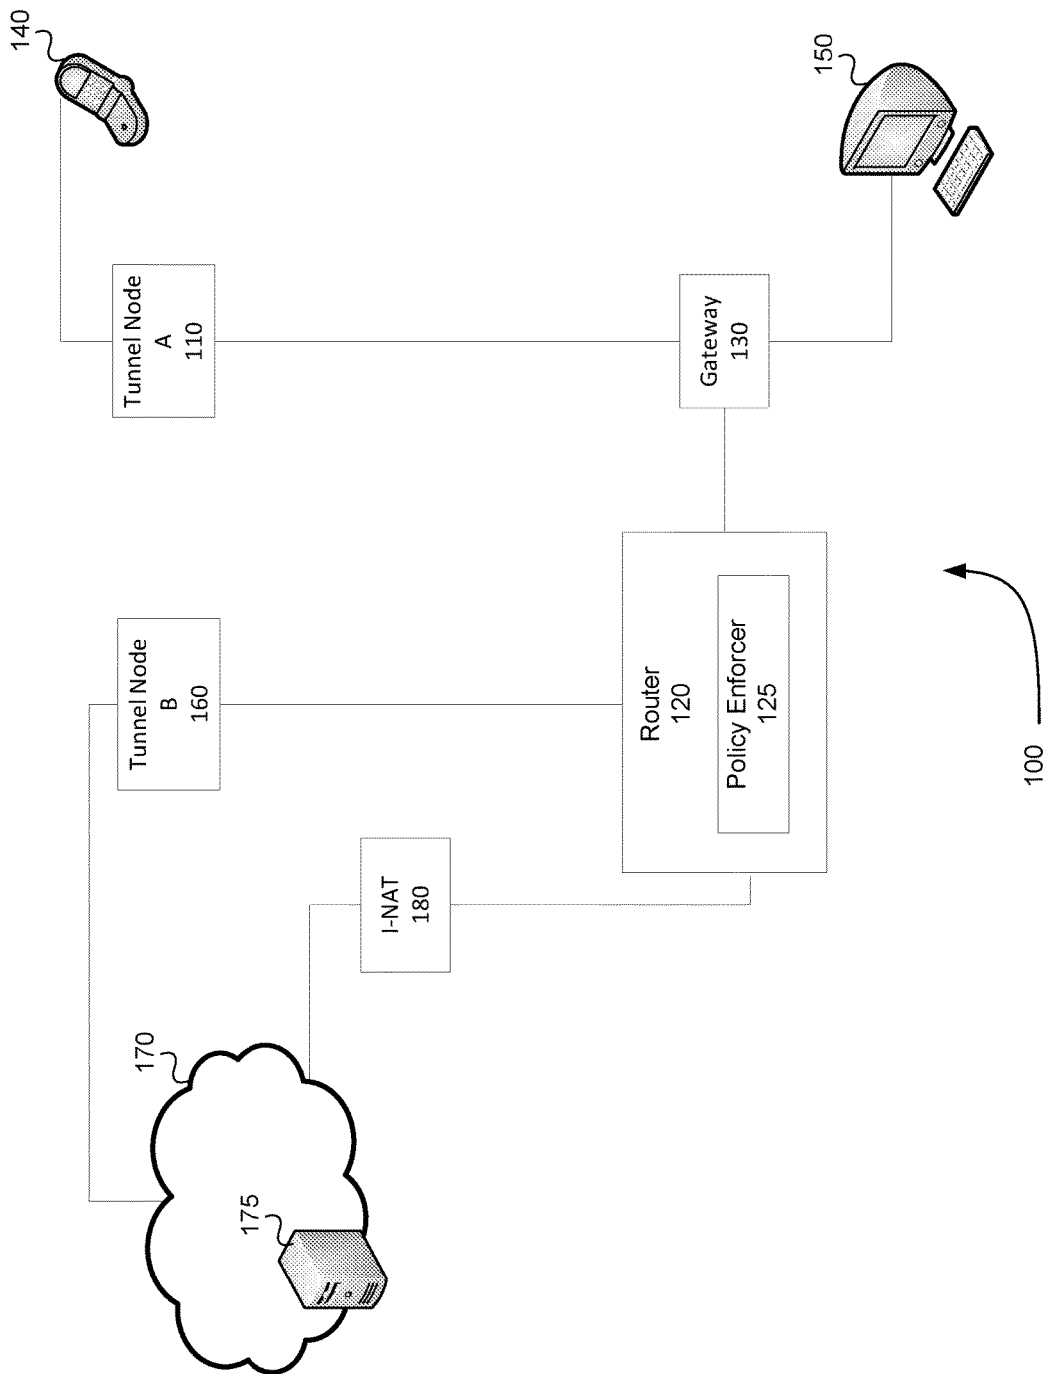 170
175
I-NAT
180
Tunnel Node
B
160
Router
120
Policy Enforcer
125
100
Tunnel Node
A
110
Gateway
130
140
150